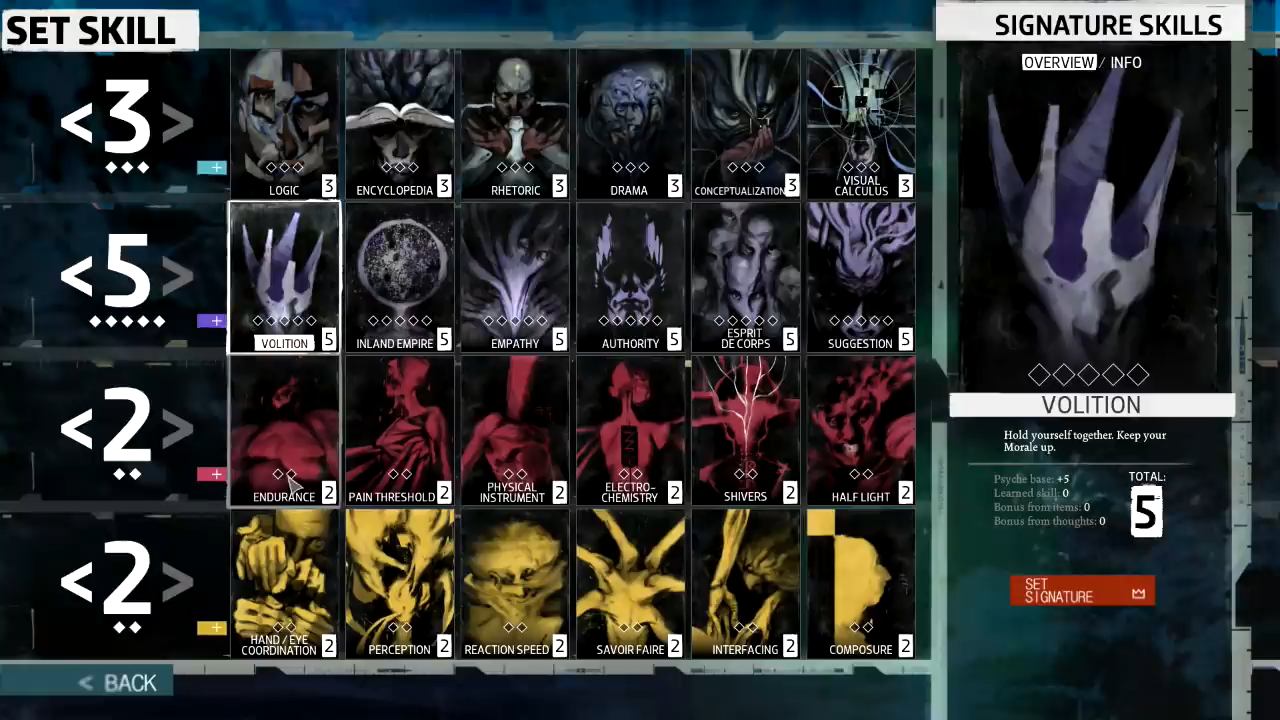 SET SKILL
SIGNATURE SKILLS
OVERVIEW / INFO
< 3 >
+
LOGIC 3
ENCYCLOPEDIA 3
RHETORIC 3
DRAMA 3
CONCEPTUALIZATION 3
VISUAL
CALCULUS 3
< 5 >
+
VOLITION 5
INLAND EMPIRE 5
EMPATHY 5
AUTHORITY 5
ESPRIT
DE CORPS 5
SUGGESTION 5
< 2 >
+
ENDURANCE 2
PAIN THRESHOLD 2
PHYSICAL
INSTRUMENT 2
ELECTRO-
CHEMISTRY 2
SHIVERS 2
HALF LIGHT 2
< 2 >
+
HAND / EYE
COORDINATION 2
PERCEPTION 2
REACTION SPEED 2
SAVOIR FAIRE 2
INTERFACING 2
COMPOSURE 2
< BACK
VOLITION
Hold yourself together. Keep your
Morale up.
Psyche base: +5
Learned skill: 0
Bonus from items: 0
Bonus from thoughts: 0
TOTAL:
5
SET
SIGNATURE